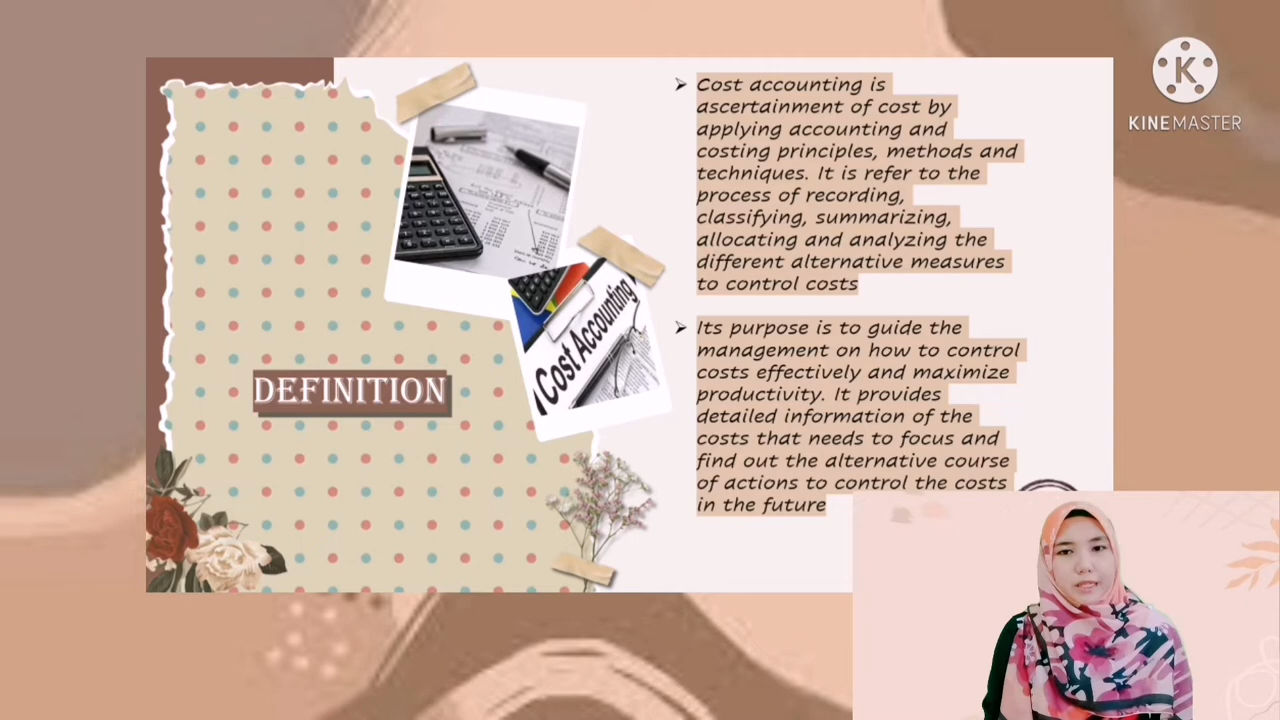 Cost accounting is
ascertainment of cost by
applying accounting and
costing principles, methods and
techniques. It is refer to the
process of recording,
classifying, summarizing,
allocating and analyzing the
different alternative measures
to control costs
Its purpose is to guide the
management on how to control
costs effectively and maximize
productivity. It provides
detailed information of the
costs that needs to focus and
find out the alternative course
of actions to control the costs
in the future
DEFINITION
Cost Accounting
K
KINEMASTER